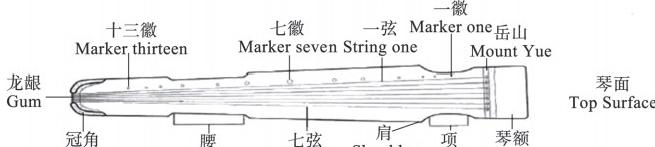 十三徽
Marker thirteen
七徽
Marker seven
一弦
String one
一徽
Marker one
岳山
Mount Yue
龙龈
Gum
琴面
Top Surface
冠角
腰
七弦
肩
项
琴额